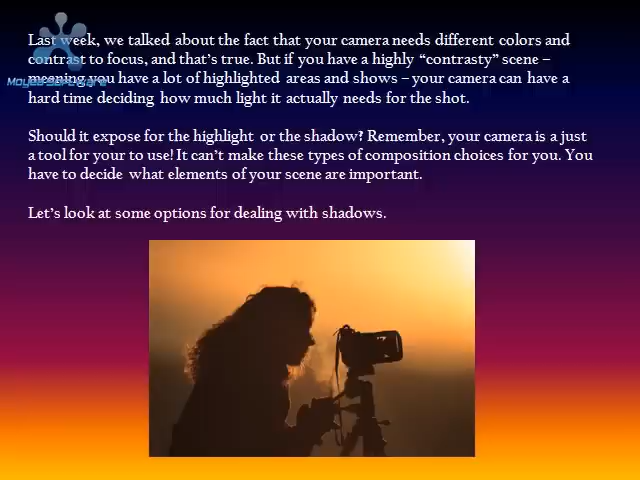 Last week, we talked about the fact that your camera needs different colors and
contrast to focus, and that's true. But if you have a highly “contrasty” scene –
meaning you have a lot of highlighted areas and shows – your camera can have a
hard time deciding how much light it actually needs for the shot.
Should it expose for the highlight or the shadow? Remember, your camera is a just
a tool for your to use! It can't make these types of composition choices for you. You
have to decide what elements of your scene are important.
Let's look at some options for dealing with shadows.